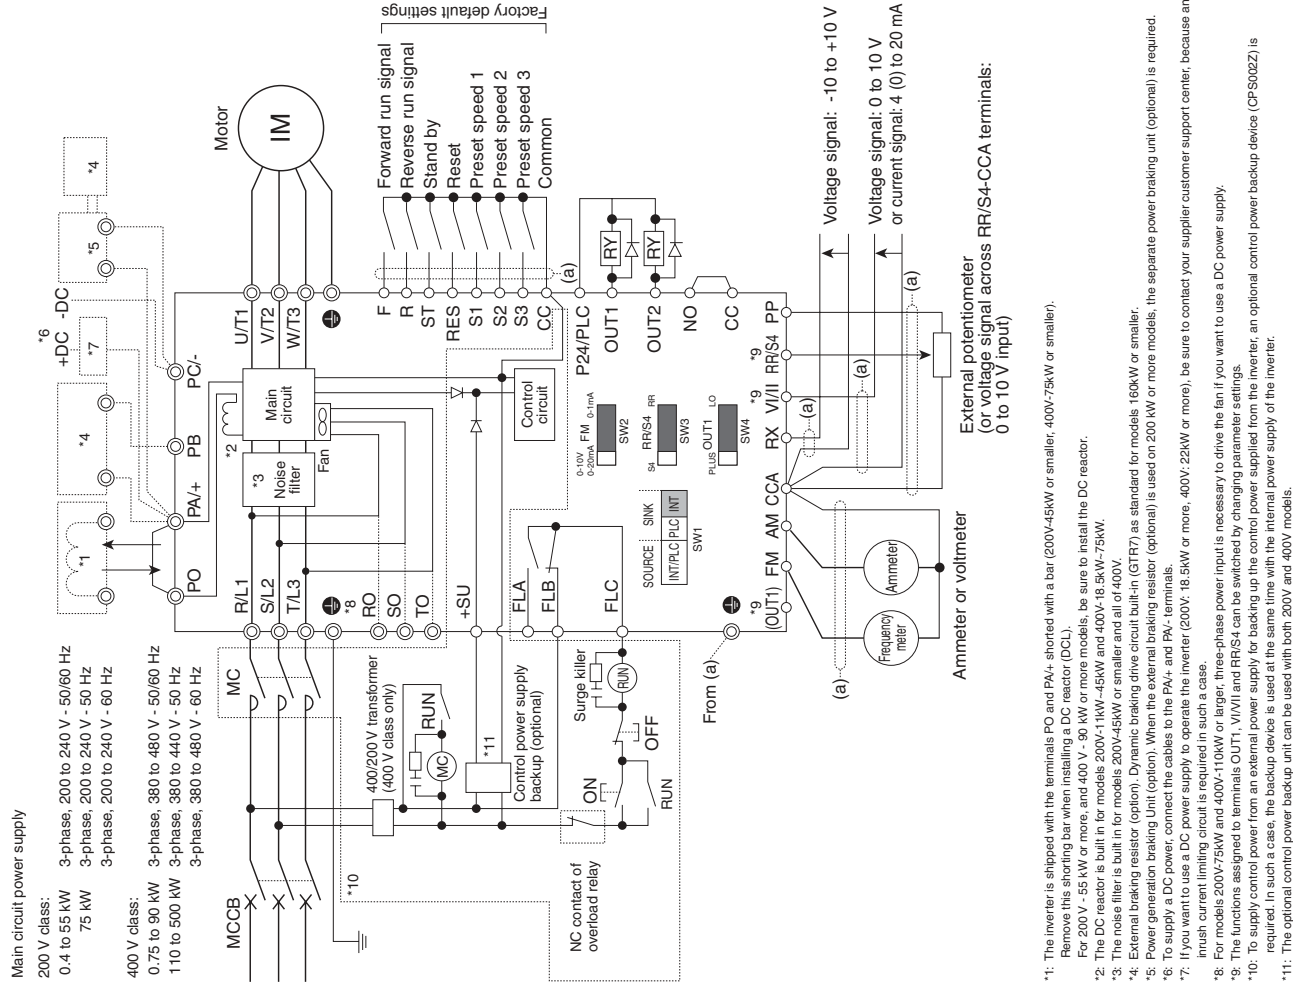 Main circuit power supply
200 V class:
0.4 to 55 kW 3-phase, 200 to 240 V - 50/60 Hz
75 kW 3-phase, 200 to 240 V - 50 Hz
3-phase, 200 to 240 V - 60 Hz
400 V class:
0.75 to 90 kW 3-phase, 380 to 480 V - 50/60 Hz
110 to 500 kW 3-phase, 380 to 440 V - 50 Hz
3-phase, 380 to 480 V - 60 Hz
*1
*4
*6
+DC
-DC
*7
*5
*4
PO
PA/+
PB
PC/-
Motor
IM
MCCB
MC
R/L1
S/L2
T/L3
*3
Noise
filter
*2
Main
circuit
Fan
U/T1
V/T2
W/T3
*10
*8
RO
SO
TO
+SU
400/200 V transformer
(400 V class only)
MC
RUN
*11
Control power supply
backup (optional)
Control
circuit
F
R
ST
RES
S1
S2
S3
CC
(a)
Forward run signal
Reverse run signal
Stand by
Reset
Preset speed 1
Preset speed 2
Preset speed 3
Common
Factory default settings
NC contact of
overload relay
ON
RUN
OFF
Surge killer
RUN
FLA
FLB
FLC
SOURCE SINK
INT/PLC PLC INT
SW1
0-10V
0-20mA
FM
0-1mA
SW2
S4
RR/S4
RR
SW3
PLUS
OUT1
LO
SW4
P24/PLC
OUT1
OUT2
NO
CC
RY
RY
From (a)
*9
(OUT1) FM
AM
CCA
RX
*9
VI/II
*9
RR/S4
PP
(a)
(a)
(a)
(a)
Frequency
meter
Ammeter
Ammeter or voltmeter
External potentiometer
(or voltage signal across RR/S4-CCA terminals:
0 to 10 V input)
Voltage signal: -10 to +10 V
Voltage signal: 0 to 10 V
or current signal: 4 (0) to 20 mA
*1: The inverter is shipped with the terminals PO and PA/+ shorted with a bar (200V-45kW or smaller, 400V-75kW or smaller).
Remove this shorting bar when installing a DC reactor (DCL).
For 200 V - 55 kW or more, and 400 V - 90 kW or more models, be sure to install the DC reactor.
*2: The DC reactor is built in for models 200V-11kW~45kW and 400V-18.5kW~75kW.
*3: The noise filter is built in for models 200V-45kW or smaller and all of 400V.
*4: External braking resistor (option). Dynamic braking drive circuit built-in (GTR7) as standard for models 160kW or smaller.
*5: Power generation braking Unit (option). When the external braking resistor (optional) is used on 200 kW or more models, the separate power braking unit (optional) is required.
*6: To supply a DC power, connect the cables to the PA/+ and PA/- terminals.
*7: If you want to use a DC power supply to operate the inverter (200V: 18.5kW or more, 400V: 22kW or more), be sure to contact your supplier customer support center, because an
inrush current limiting circuit is required in such a case.
*8: For models 200V-75kW and 400V-110kW or larger, three-phase power input is necessary to drive the fan if you want to use a DC power supply.
*9: The functions assigned to terminals OUT1, VI/VII and RR/S4 can be switched by changing parameter settings.
*10: To supply control power from an external power supply for backing up the control power supplied from the inverter, an optional control power backup device (CPS002Z) is
required. In such a case, the backup device is used at the same time with the internal power supply of the inverter.
*11: The optional control power backup unit can be used with both 200V and 400V models.